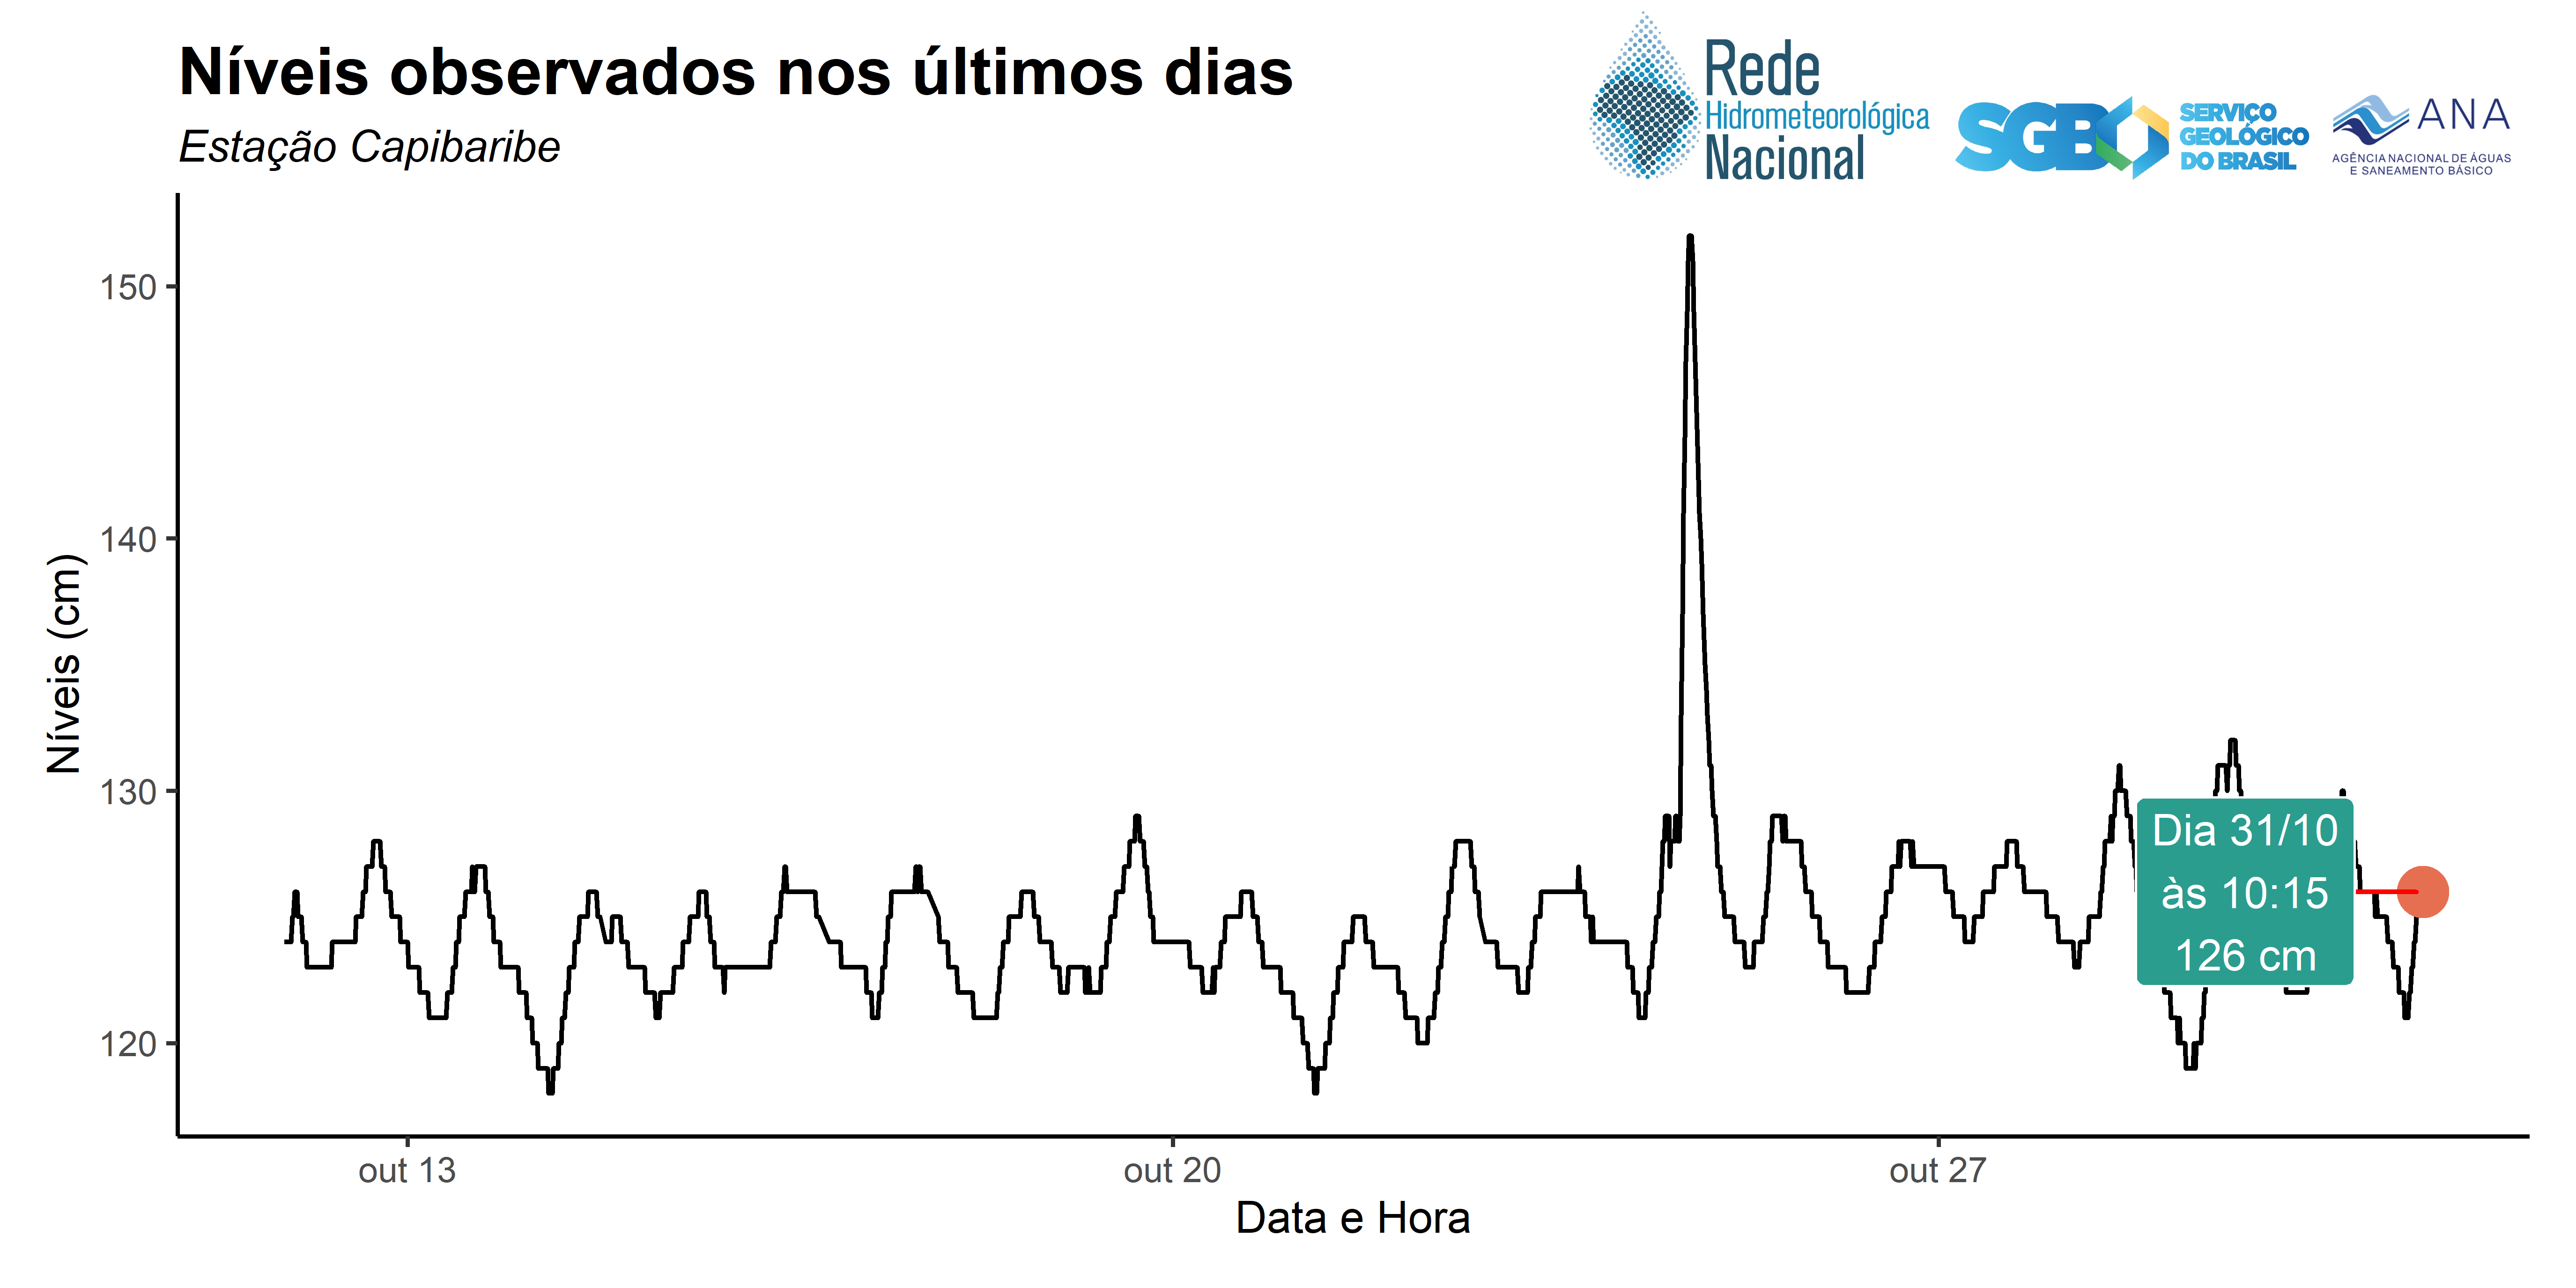 Níveis observados nos últimos dias
Estação Capibaribe
Rede
Hidrometeorológica
Nacional
SGB
SERVIÇO
GEOLÓGICO
DO BRASIL
ANA
AGÊNCIA NACIONAL DE ÁGUAS
E SANEAMENTO BÁSICO
Níveis (cm)
150
140
130
120
Dia 31/10
às 10:15
126 cm
out 13
out 20
out 27
Data e Hora